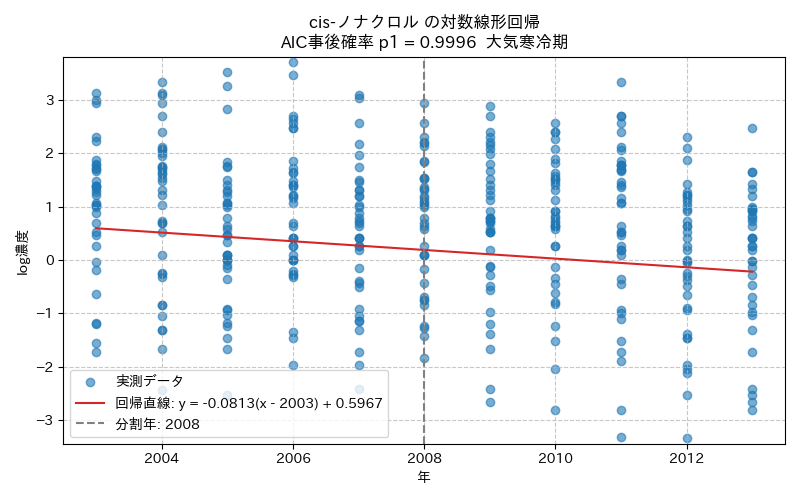 cis-ノナクロル の対数線形回帰
AIC事後確率 p1 = 0.9996 大気寒冷期
3
2
1
0
−1
−2
−3
log濃度
実測データ
回帰直線: y = -0.0813(x - 2003) + 0.5967
分割年: 2008
2004
2006
2008
2010
2012
年